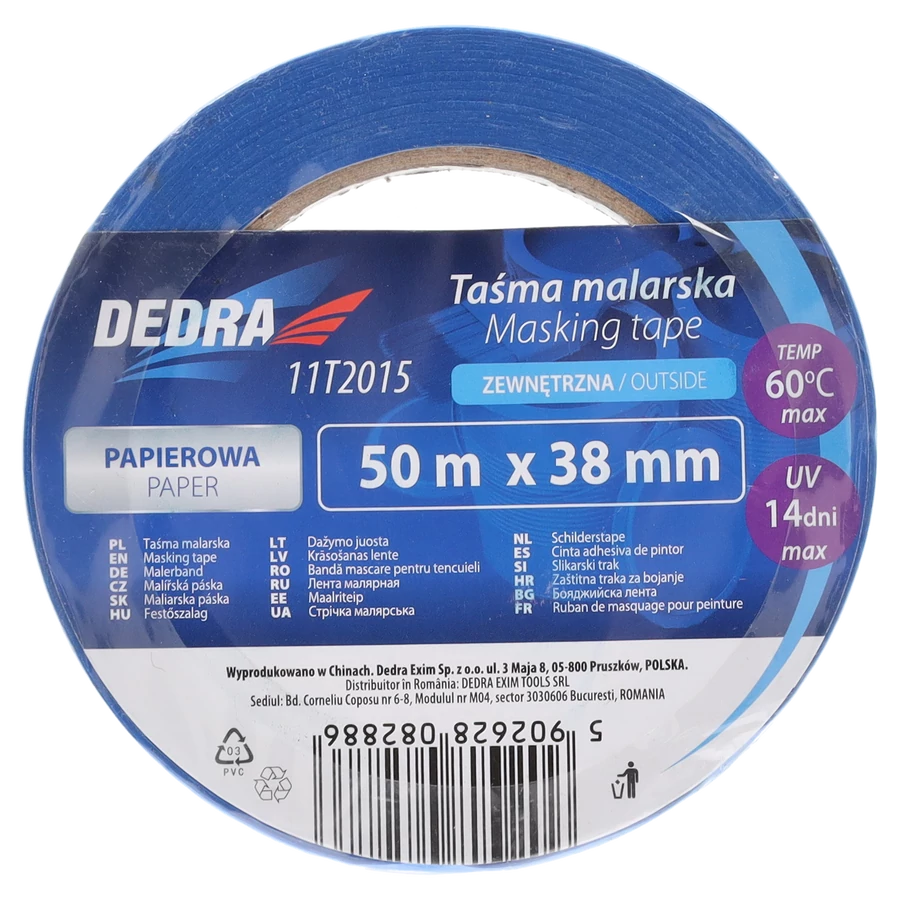 DEDRA
11T2015
Taśma malarska
Masking tape
ZEWNĘTRZNA / OUTSIDE
TEMP
60ºC
max
PAPIEROWA
PAPER
50 m x 38 mm
UV
14dni
max
PL Taśma malarska
EN Masking tape
DE Malerband
CZ Malířská páska
SK Maliarska páska
HU Festőszalag
LT Dažymo juosta
LV Krāsošanas lente
RO Bandă mascare pentru tencuieli
RU Лента малярная
EE Maalriteip
UA Стрічка малярська
NL Schilderstape
ES Cinta adhesiva de pintor
SI Slikarski trak
HR Zaštitna traka za bojanje
BG Бояджийска лента
FR Ruban de masquage pour peinture
Wyprodukowano w Chinach. Dedra Exim Sp. z o.o. ul. 3 Maja 8, 05-800 Pruszków, POLSKA.
Distribuitor în România: DEDRA EXIM TOOLS SRL
Sediul: Bd. Corneliu Coposu nr 6-8, Modulul nr M04, sector 3030606 Bucuresti, ROMANIA
5 902628 082886
03
PVC